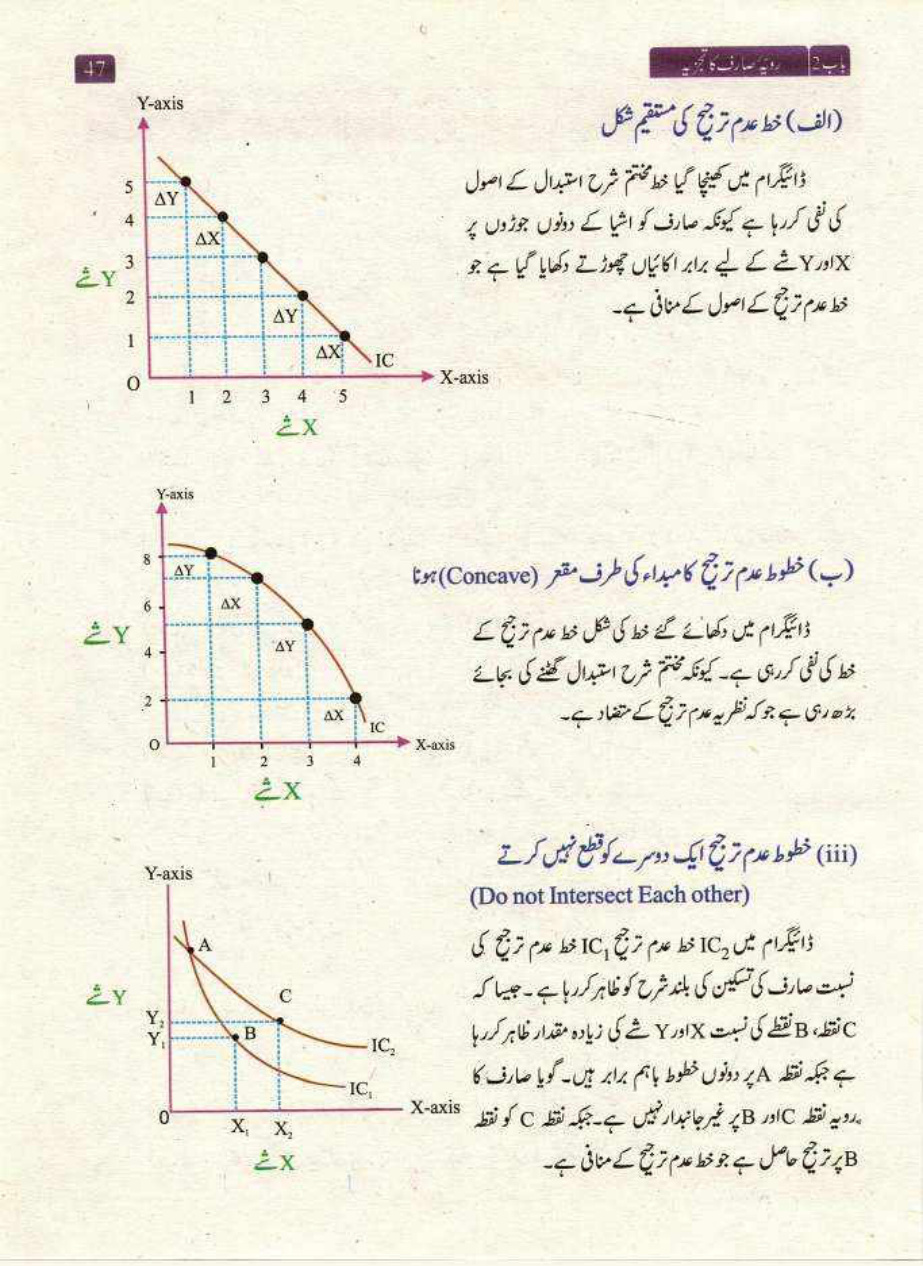 47
باب 2 رویۂ صارف کا تجزیہ
(الف) خط عدم ترجیح کی مستقیم شکل
ڈائیگرام میں کھینچا گیا خط مختتم شرح استبدال کے اصول
کی نفی کررہا ہے کیونکہ صارف کو اشیا کے دونوں جوڑوں پر
X اور Y شے کے لیے برابر اکائیاں چھوڑتے دکھایا گیا ہے جو
خط عدم ترجیح کے اصول کے منافی ہے۔
Y-axis
5
ΔY
4
ΔX
3
Y شے
2
ΔY
1
ΔX
IC
O
X-axis
1 2 3 4 5
X شے
(ب) خطوط عدم ترجیح کا مبداء کی طرف مقعر (Concave) ہونا
ڈائیگرام میں دکھائے گئے خط کی شکل خط عدم ترجیح کے
خط کی نفی کررہی ہے۔ کیونکہ مختتم شرح استبدال گھٹنے کی بجائے
بڑھ رہی ہے جو کہ نظریہ عدم ترجیح کے متضاد ہے۔
Y-axis
8
ΔY
6
ΔX
Y شے
ΔY
4
2
ΔX
IC
O
X-axis
1 2 3 4
X شے
(iii) خطوط عدم ترجیح ایک دوسرے کو قطع نہیں کرتے
(Do not Intersect Each other)
ڈائیگرام میں IC₂ خط عدم ترجیح IC₁ خط عدم ترجیح کی
نسبت صارف کی تسکین کی بلند شرح کو ظاہر کررہا ہے ۔ جیسا کہ
C نقطہ، B نقطے کی نسبت X اور Y شے کی زیادہ مقدار ظاہر کررہا
ہے جبکہ نقطہ A پر دونوں خطوط باہم برابر ہیں۔ گویا صارف کا
رویہ نقطہ C اور B پر غیر جانبدار نہیں ہے۔ جبکہ نقطہ C کو نقطہ
B پر ترجیح حاصل ہے جو خط عدم ترجیح کے منافی ہے۔
Y-axis
A
Y شے
C
Y₂
Y₁
B
IC₂
IC₁
0
X-axis
X₁ X₂
X شے